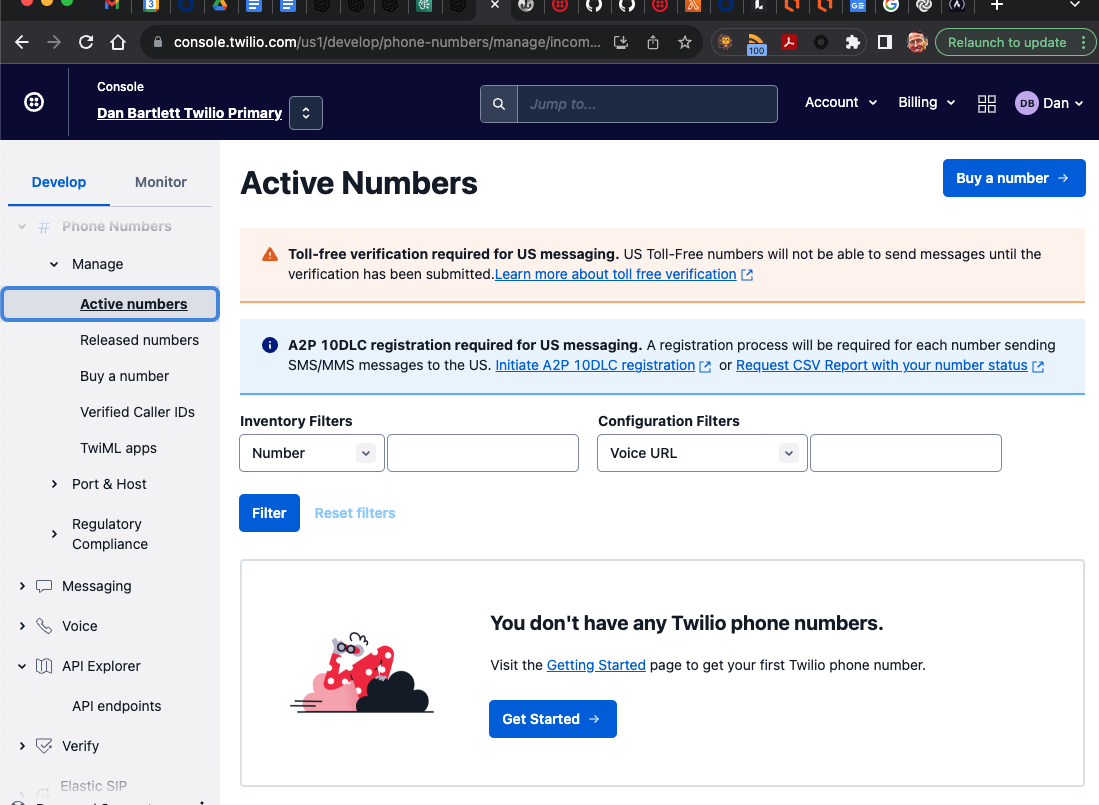 console.twilio.com/us1/develop/phone-numbers/manage/incom...
100
Relaunch to update
Console
Dan Bartlett Twilio Primary
Jump to...
Account
Billing
DB
Dan
Develop
Monitor
Phone Numbers
Manage
Active numbers
Released numbers
Buy a number
Verified Caller IDs
TwiML apps
Port & Host
Regulatory
Compliance
Messaging
Voice
API Explorer
API endpoints
Verify
Elastic SIP
Active Numbers
Buy a number →
Toll-free verification required for US messaging. US Toll-Free numbers will not be able to send messages until the
verification has been submitted.Learn more about toll free verification
A2P 10DLC registration required for US messaging. A registration process will be required for each number sending
SMS/MMS messages to the US. Initiate A2P 10DLC registration or Request CSV Report with your number status
Inventory Filters
Configuration Filters
Number
Voice URL
Filter
Reset filters
You don't have any Twilio phone numbers.
Visit the Getting Started page to get your first Twilio phone number.
Get Started →